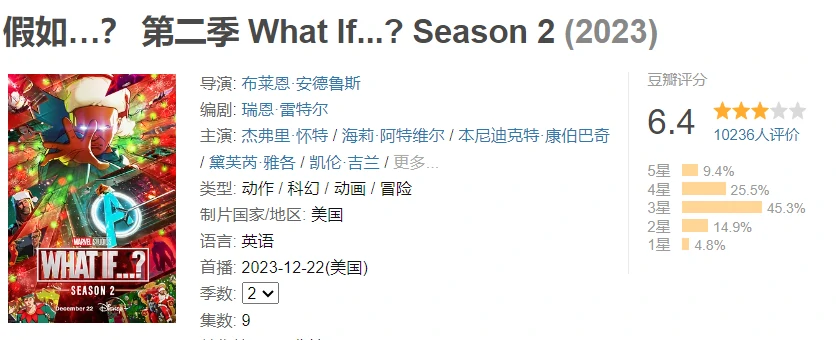 假如…？ 第二季 What If...? Season 2 (2023)
导演: 布莱恩·安德鲁斯
编剧: 瑞恩·雷特尔
主演: 杰弗里·怀特 / 海莉·阿特维尔 / 本尼迪克特·康伯巴奇
/ 黛芙芮·雅各 / 凯伦·吉兰 / 更多...
类型: 动作 / 科幻 / 动画 / 冒险
制片国家/地区: 美国
语言: 英语
首播: 2023-12-22(美国)
季数: 2
集数: 9
豆瓣评分
6.4
10236人评价
5星 9.4%
4星 25.5%
3星 45.3%
2星 14.9%
1星 4.8%
MARVEL STUDIOS
WHAT IF...?
SEASON 2
December 22 Disney+